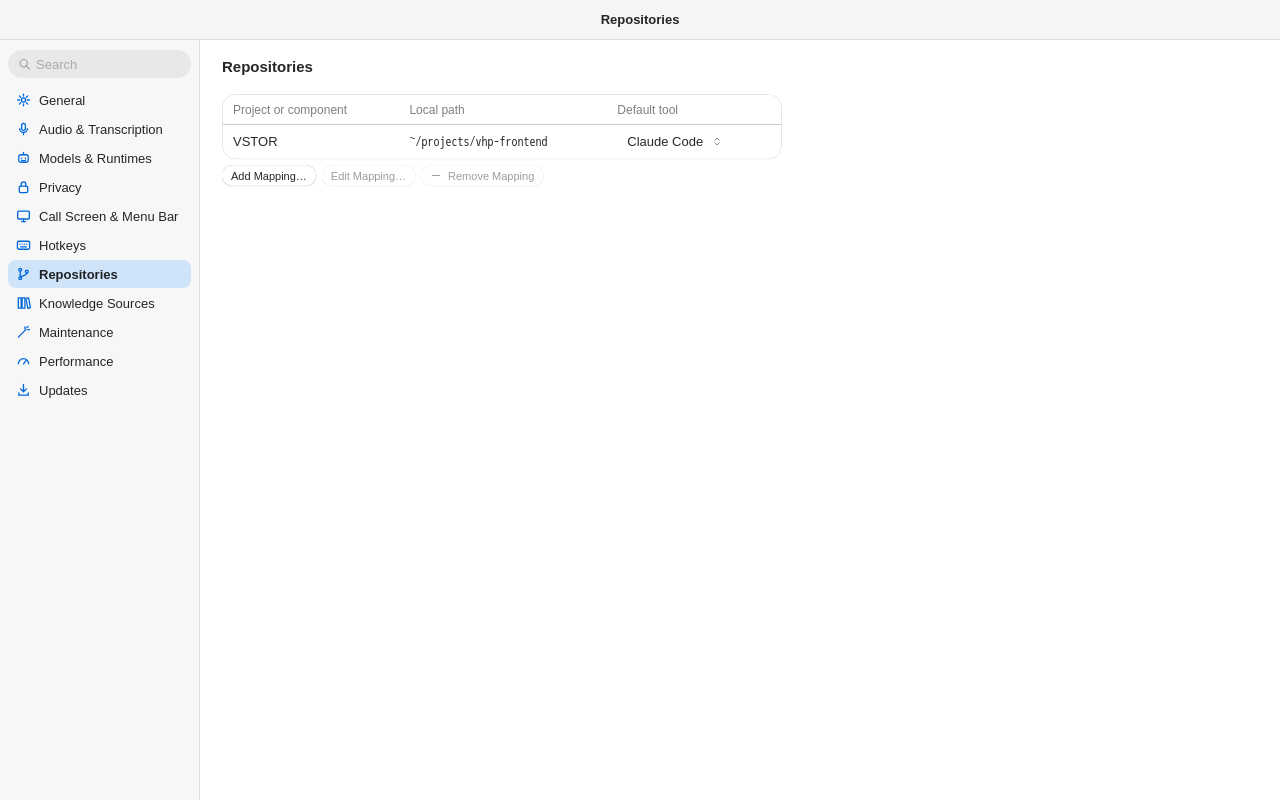 Repositories
Search
General
Audio & Transcription
Models & Runtimes
Privacy
Call Screen & Menu Bar
Hotkeys
Repositories
Knowledge Sources
Maintenance
Performance
Updates
Repositories
Project or component Local path Default tool
VSTOR ~/projects/vhp-frontend Claude Code
Add Mapping… Edit Mapping… — Remove Mapping